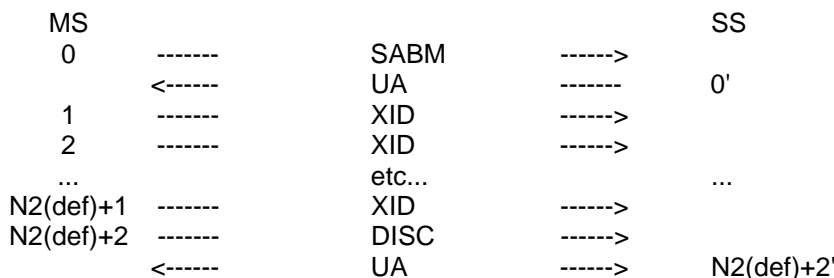 MS SS
0 ------- SABM ------>
<------ UA ------- 0'
1 ------- XID ------>
2 ------- XID ------>
... etc... ...
N2(def)+1 ------- XID ------>
N2(def)+2 ------- DISC ------>
<------ UA ------> N2(def)+2'